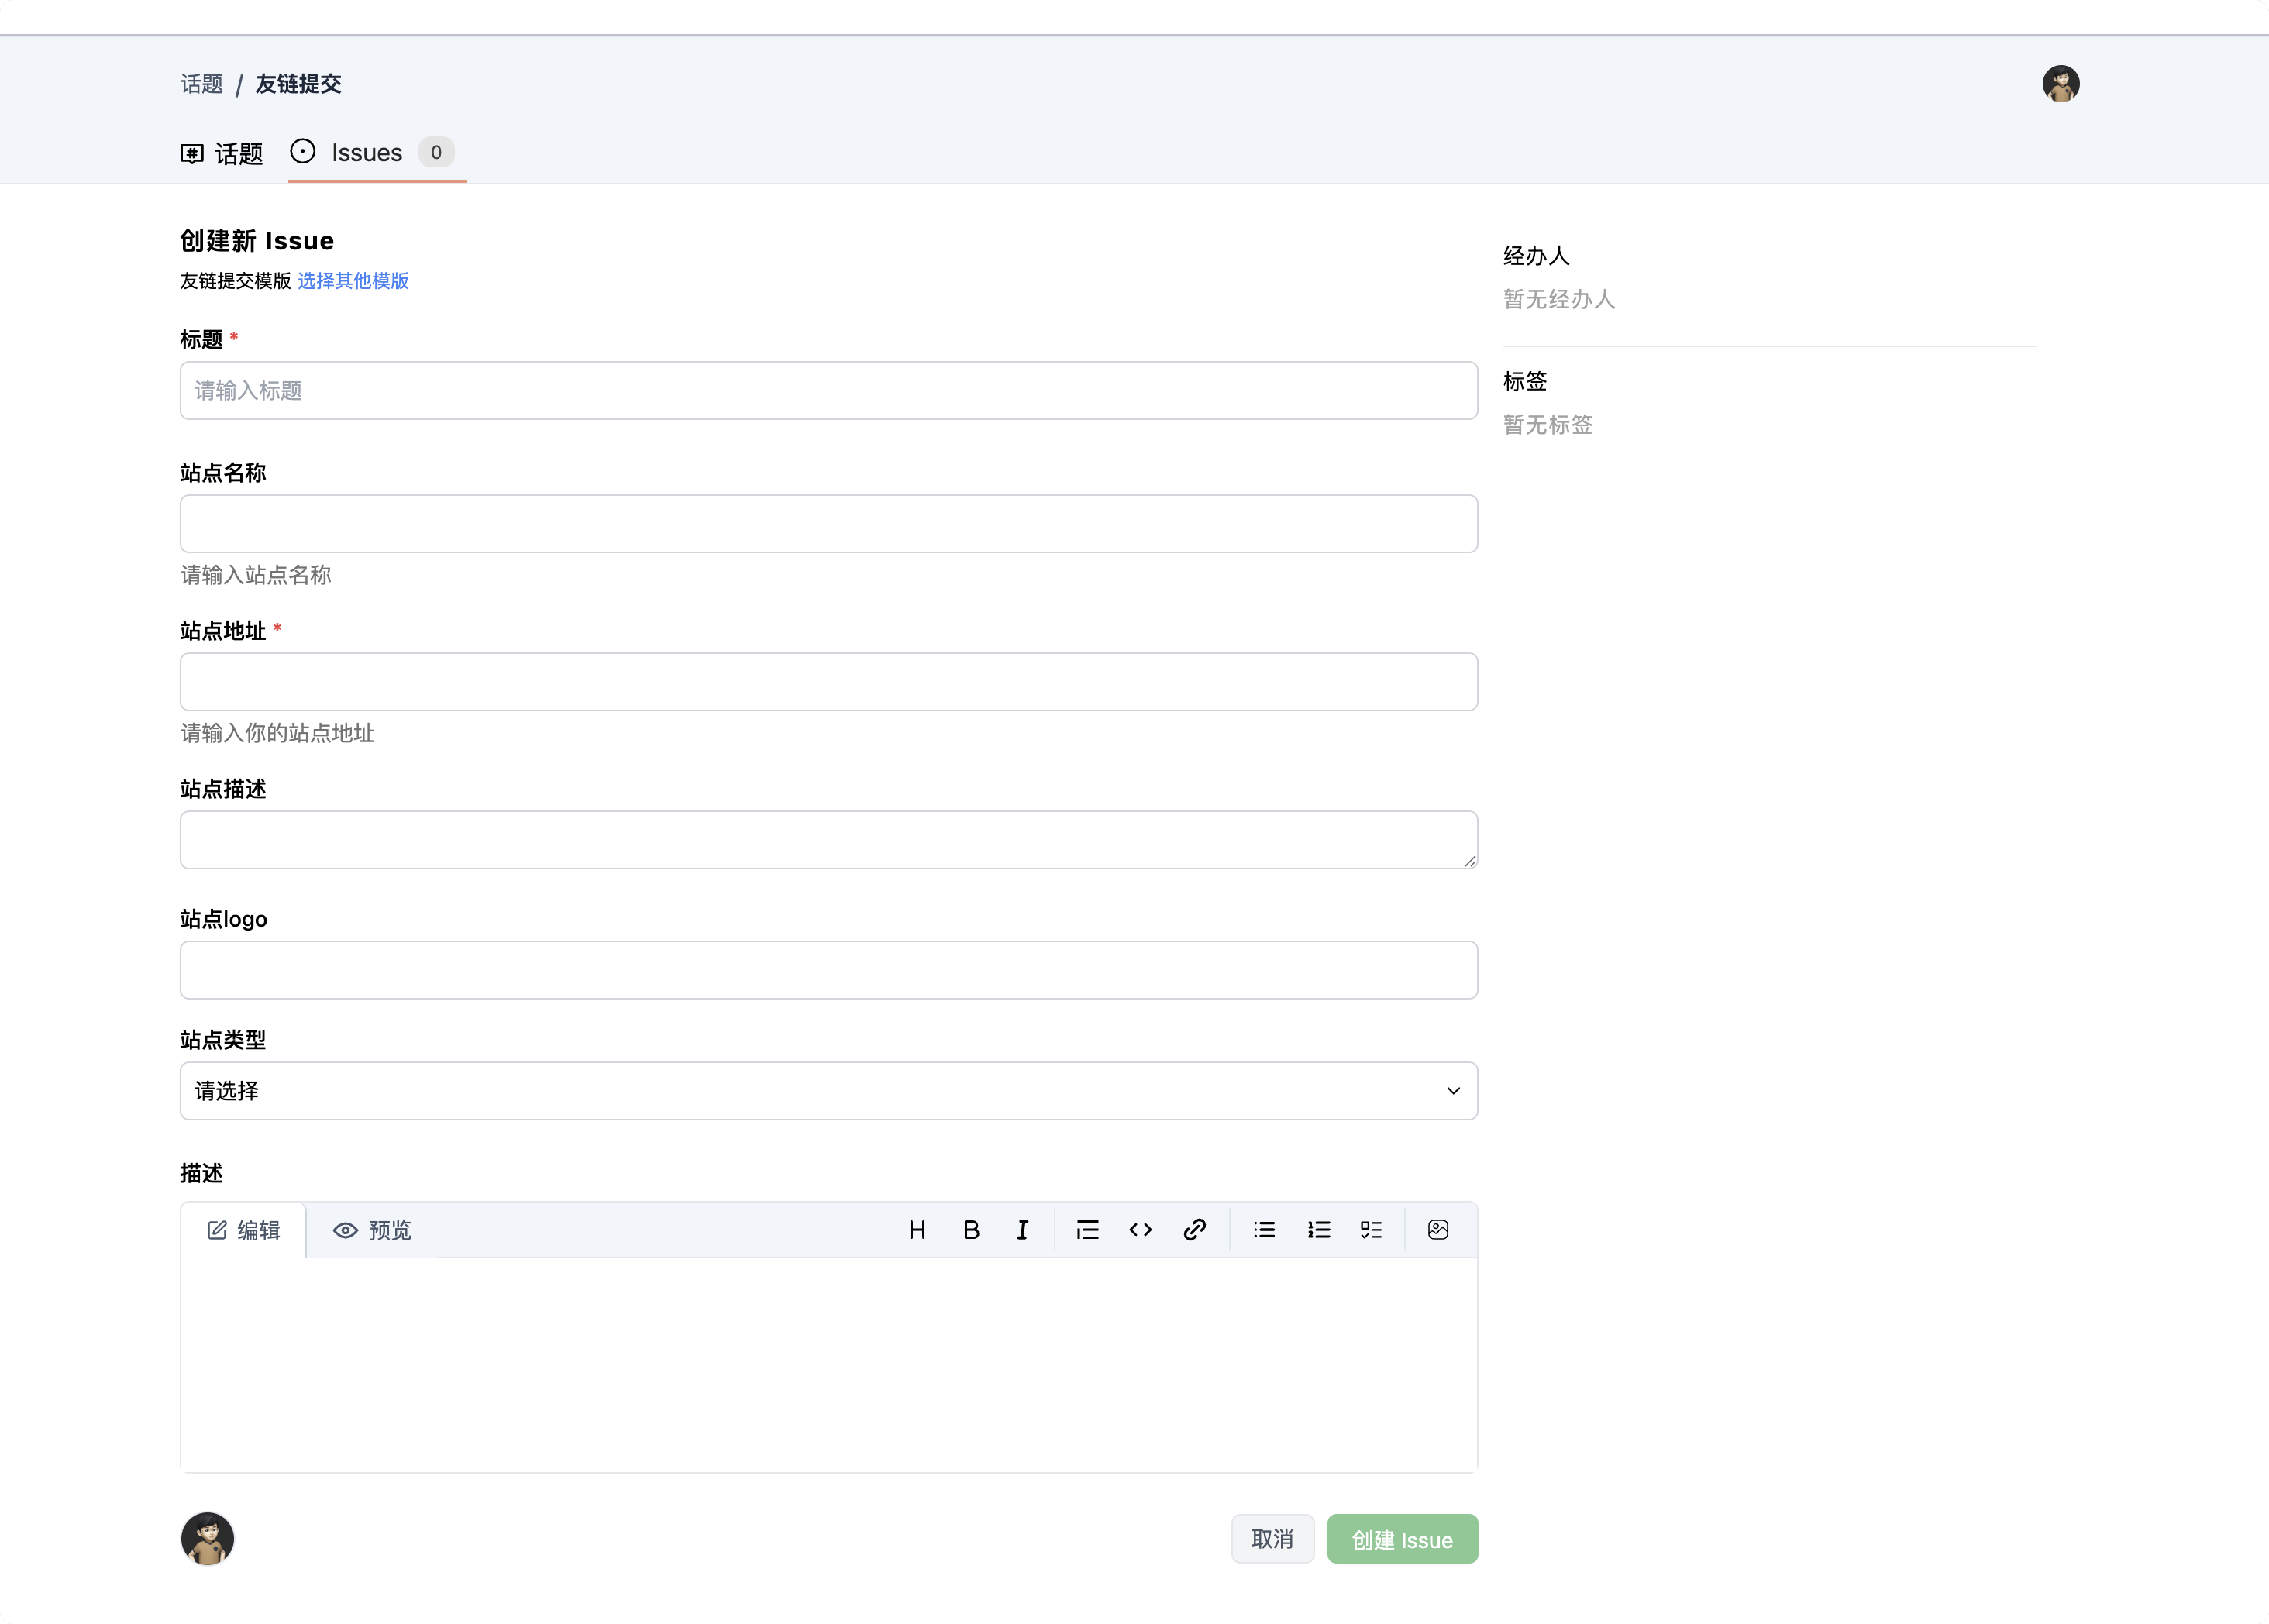 话题 / 友链提交
话题
Issues 0
创建新 Issue
友链提交模版 选择其他模版
标题 *
请输入标题
站点名称
请输入站点名称
站点地址 *
请输入你的站点地址
站点描述
站点logo
站点类型
请选择
描述
编辑 预览
取消 创建 Issue
经办人
暂无经办人
标签
暂无标签